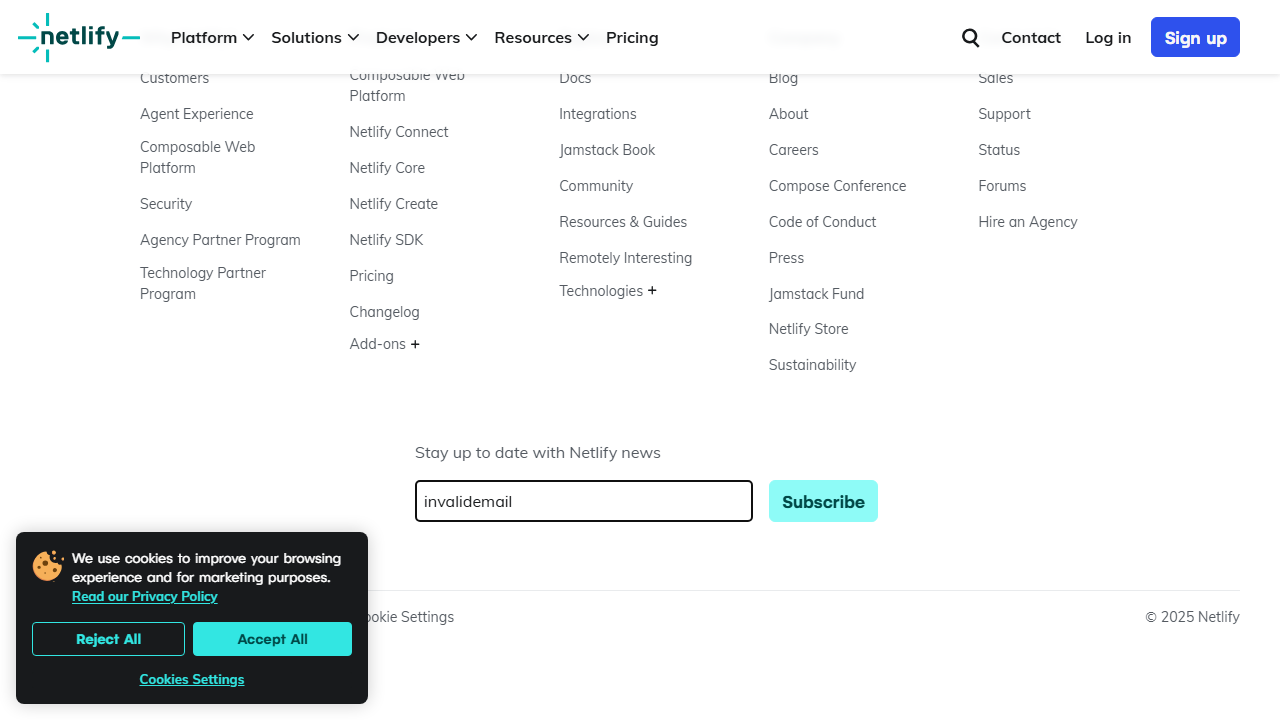 netlify
Platform
Solutions
Developers
Resources
Pricing
Contact
Log in
Sign up
Customers
Agent Experience
Composable Web
Platform
Security
Agency Partner Program
Technology Partner
Program
Composable Web
Platform
Netlify Connect
Netlify Core
Netlify Create
Netlify SDK
Pricing
Changelog
Add-ons +
Docs
Integrations
Jamstack Book
Community
Resources & Guides
Remotely Interesting
Technologies +
Blog
About
Careers
Compose Conference
Code of Conduct
Press
Jamstack Fund
Netlify Store
Sustainability
Sales
Support
Status
Forums
Hire an Agency
Stay up to date with Netlify news
invalidemail
Subscribe
We use cookies to improve your browsing
experience and for marketing purposes.
Read our Privacy Policy
Reject All
Accept All
Cookies Settings
ookie Settings
© 2025 Netlify